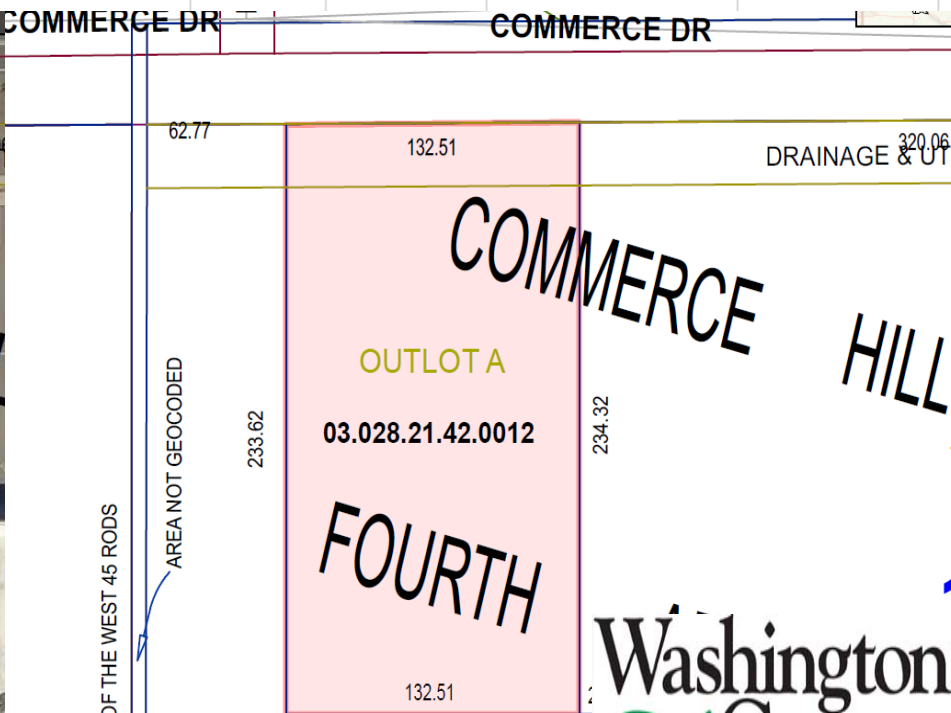 COMMERCE DR
COMMERCE DR
62.77
132.51
320.06
DRAINAGE & UT
COMMERCE
HILL
OUTLOT A
03.028.21.42.0012
233.62
234.32
AREA NOT GEOCODED
OF THE WEST 45 RODS
FOURTH
132.51
Washington